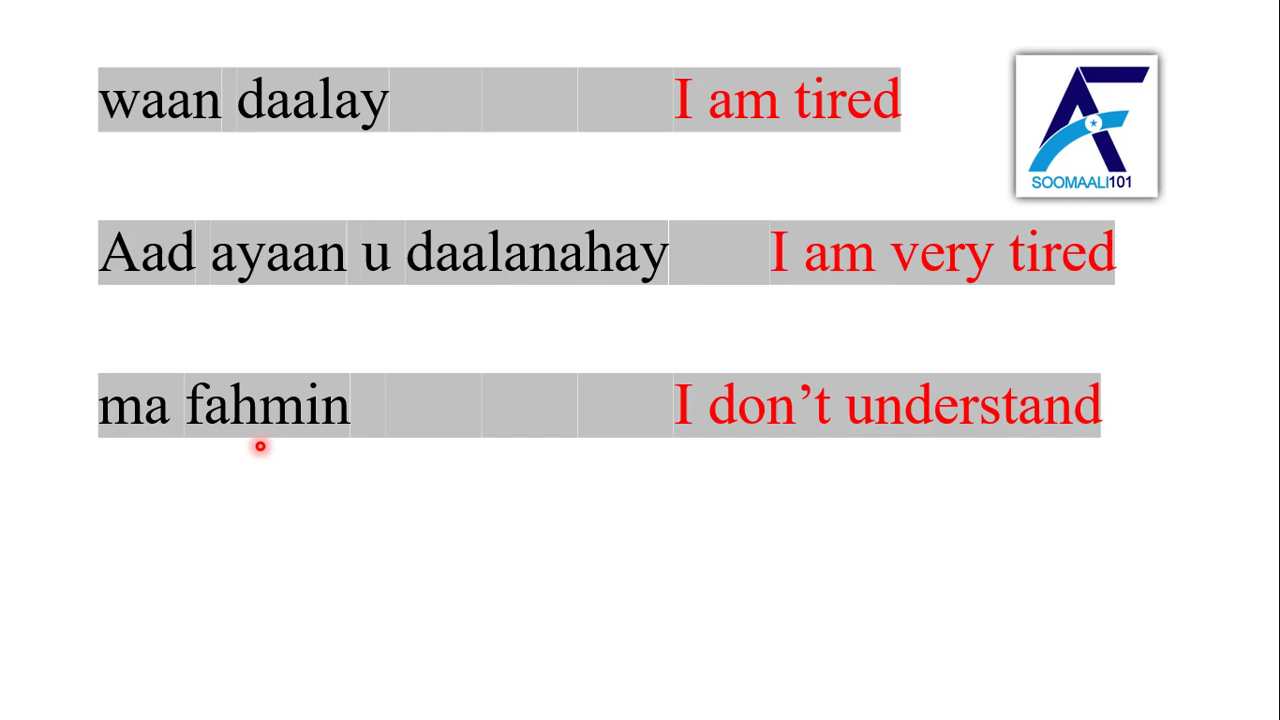 waan daalay I am tired
SOOMAALI101
Aad ayaan u daalanahay I am very tired
ma fahmin I don’t understand